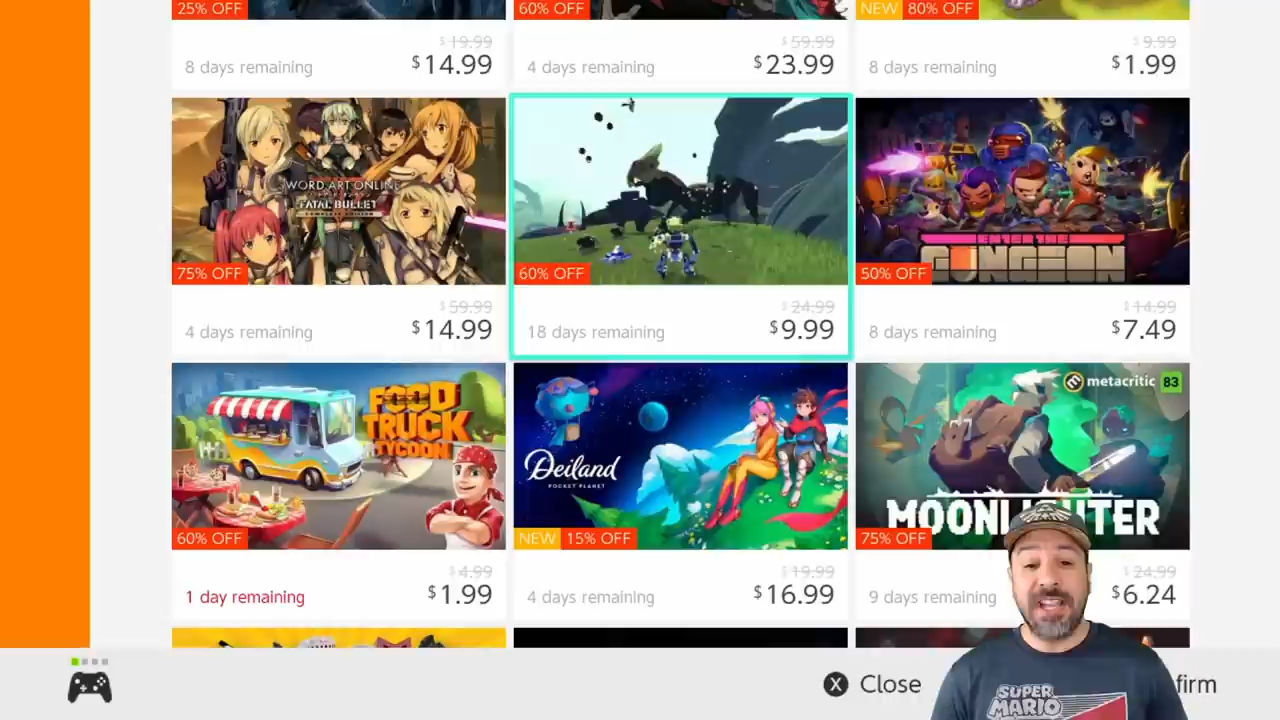 25% OFF
60% OFF
NEW 80% OFF
$19.99
8 days remaining $14.99
$59.99
4 days remaining $23.99
$9.99
8 days remaining $1.99
WORD ART ONLINE
FATAL BULLET
COMPLETE EDITION
75% OFF
60% OFF
ENTER THE
GUNGEON
50% OFF
$59.99
4 days remaining $14.99
$24.99
18 days remaining $9.99
$14.99
8 days remaining $7.49
FOOD
TRUCK
TYCOON
60% OFF
Deiland
POCKET PLANET
NEW 15% OFF
metacritic 83
MOONLIGHTER
75% OFF
$4.99
1 day remaining $1.99
$19.99
4 days remaining $16.99
$24.99
9 days remaining $6.24
X Close
firm
SUPER
MARIO